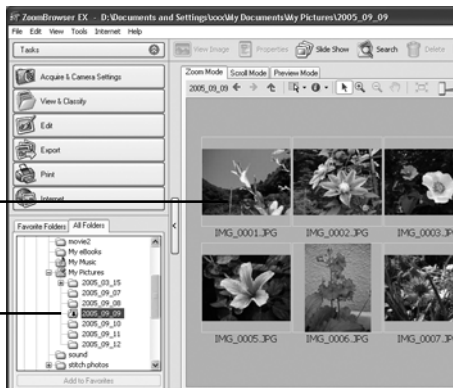 ZoomBrowser EX - D:\Documents and Settings\xxx\My Documents\My Pictures\2005_09_09
File Edit View Tools Internet Help
Tasks
View Image Properties Slide Show Search Delete
Acquire & Camera Settings
View & Classify
Edit
Export
Print
Internet
Zoom Mode Scroll Mode Preview Mode
2005_09_09
IMG_0001.JPG IMG_0002.JPG IMG_0003.JPG
IMG_0005.JPG IMG_0006.JPG IMG_0007.JP
Favorite Folders All Folders
movie2
My eBooks
My Music
My Pictures
2005_03_15
2005_09_07
2005_09_08
2005_09_09
2005_09_10
2005_09_11
2005_09_12
sound
stitch photos
Add to Favorites